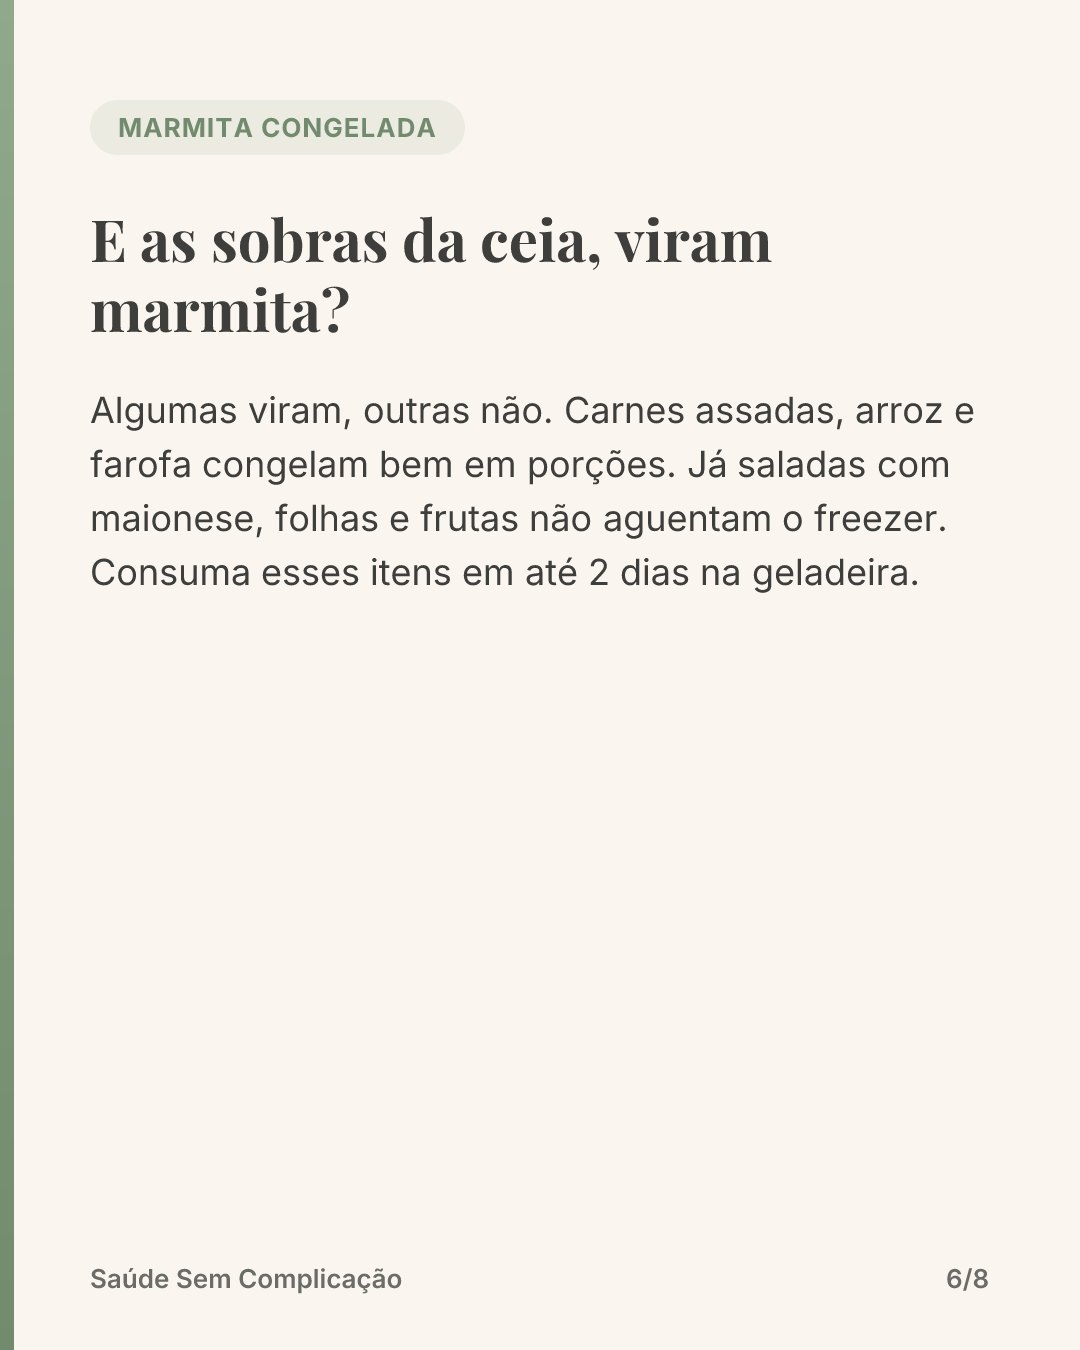 MARMITA CONGELADA
E as sobras da ceia, viram
marmita?
Algumas viram, outras não. Carnes assadas, arroz e
farofa congelam bem em porções. Já saladas com
maionese, folhas e frutas não aguentam o freezer.
Consuma esses itens em até 2 dias na geladeira.
Saúde Sem Complicação
6/8